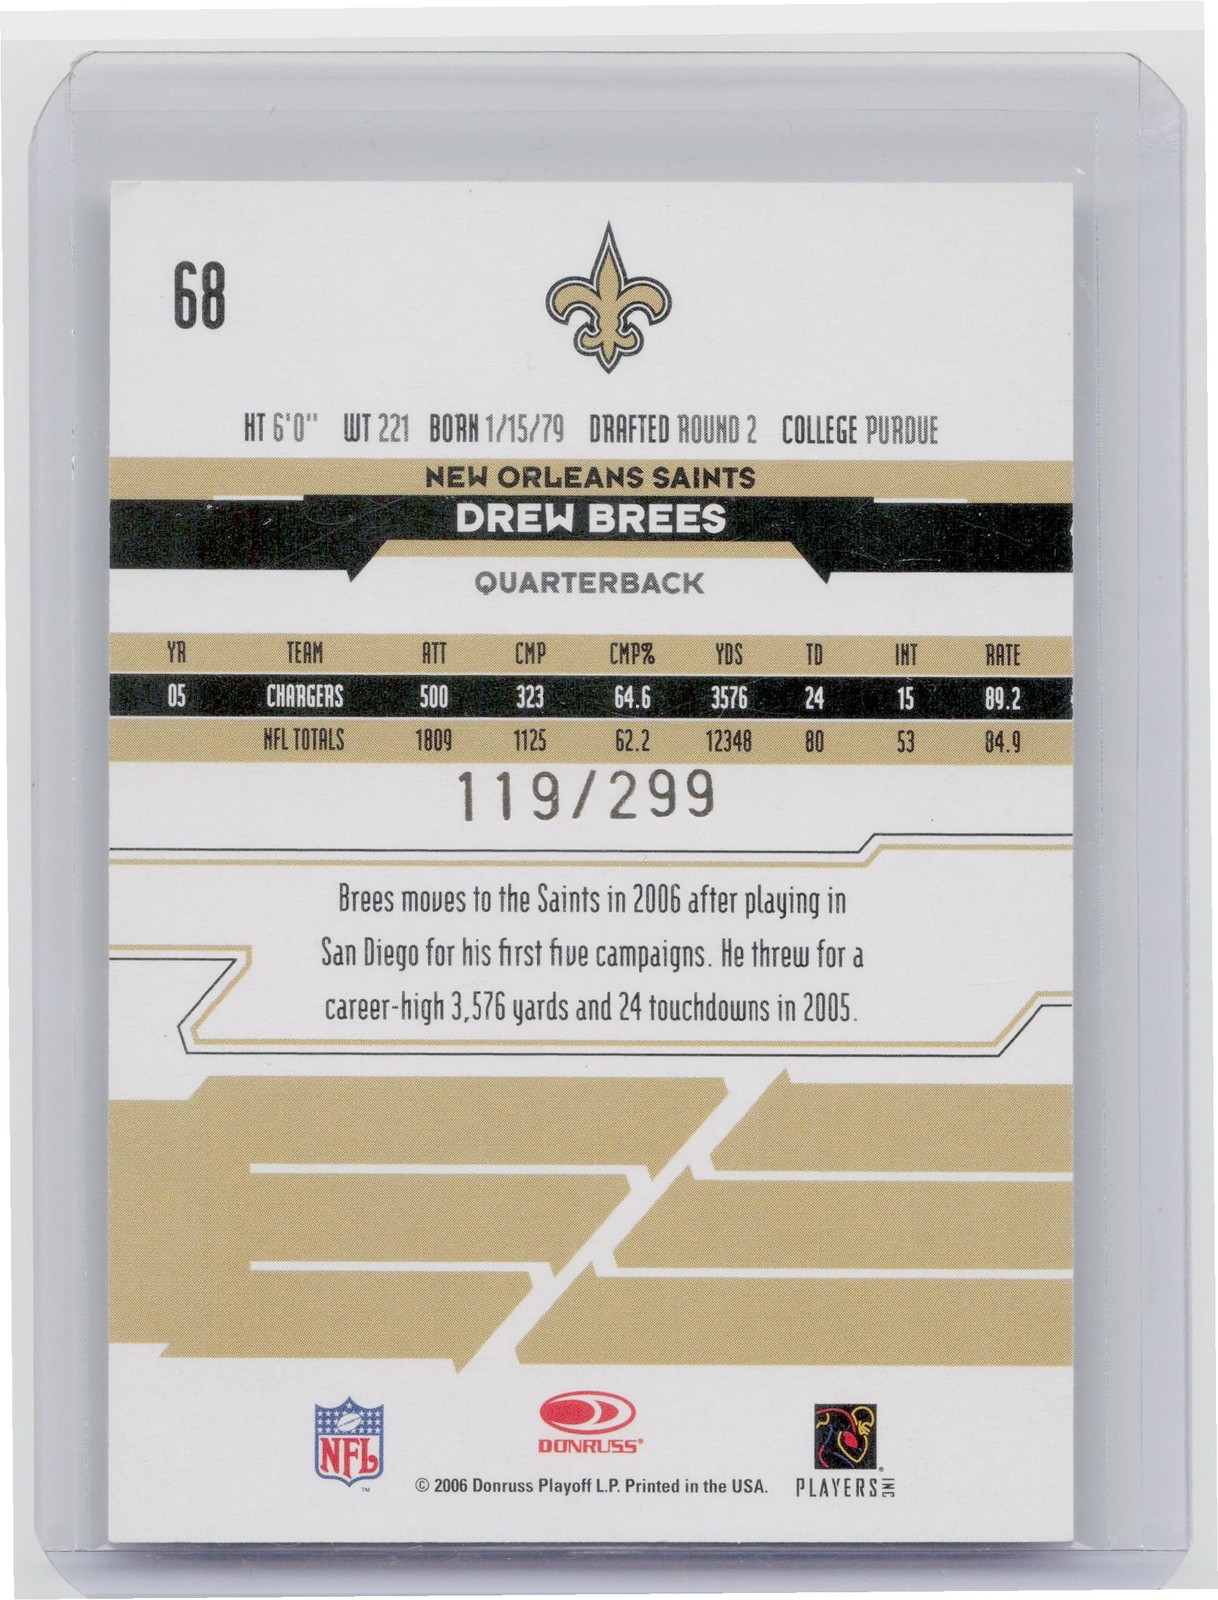 68
HT 6'0" WT 221 BORN 1/15/79 DRAFTED ROUND 2 COLLEGE PURDUE
NEW ORLEANS SAINTS
DREW BREES
QUARTERBACK
YR TEAM ATT CMP CMP% YDS TD INT RATE
05 CHARGERS 500 323 64.6 3576 24 15 89.2
NFL TOTALS 1809 1125 62.2 12348 80 53 84.9
119/299
Brees moves to the Saints in 2006 after playing in
San Diego for his first five campaigns. He threw for a
career-high 3,576 yards and 24 touchdowns in 2005.
NFL ™
DONRUSS®
© 2006 Donruss Playoff L.P. Printed in the USA.
PLAYERS INC®